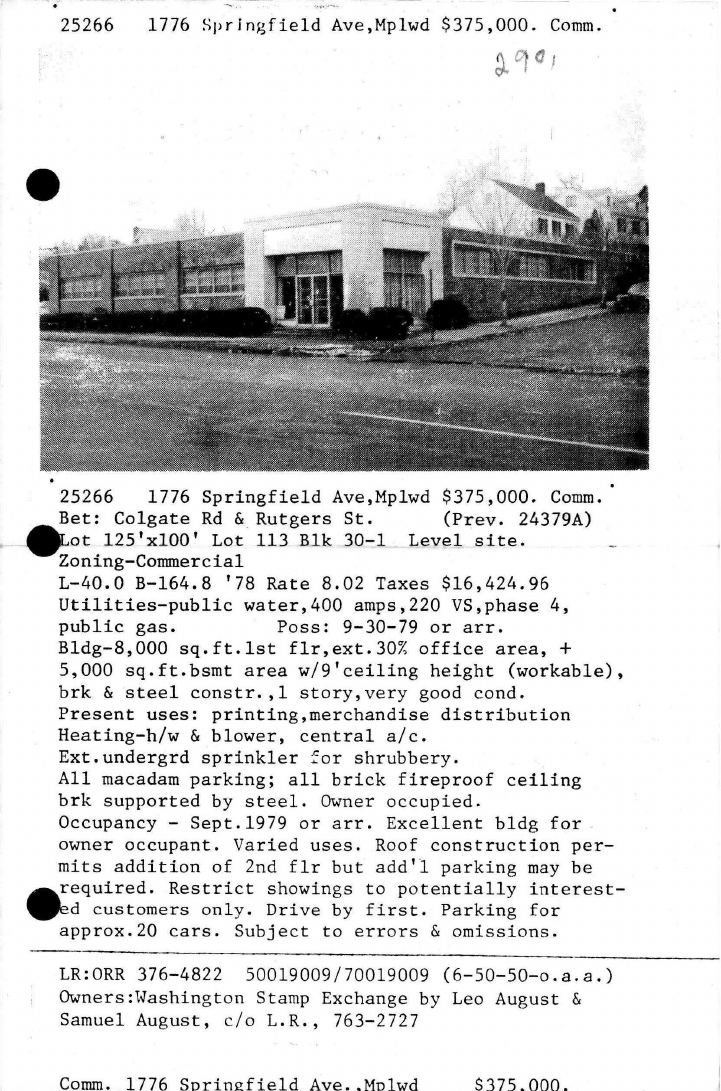 25266 1776 Springfield Ave,Mplwd $375,000. Comm.
2901
25266 1776 Springfield Ave,Mplwd $375,000. Comm.
Bet: Colgate Rd & Rutgers St. (Prev. 24379A)
Lot 125'x100' Lot 113 Blk 30-1 Level site.
Zoning-Commercial
L-40.0 B-164.8 '78 Rate 8.02 Taxes $16,424.96
Utilities-public water,400 amps,220 VS,phase 4,
public gas. Poss: 9-30-79 or arr.
Bldg-8,000 sq.ft.1st flr,ext.30% office area, +
5,000 sq.ft.bsmt area w/9'ceiling height (workable),
brk & steel constr.,1 story,very good cond.
Present uses: printing,merchandise distribution
Heating-h/w & blower, central a/c.
Ext.undergrd sprinkler for shrubbery.
All macadam parking; all brick fireproof ceiling
brk supported by steel. Owner occupied.
Occupancy - Sept.1979 or arr. Excellent bldg for
owner occupant. Varied uses. Roof construction per-
mits addition of 2nd flr but add'l parking may be
required. Restrict showings to potentially interest-
ed customers only. Drive by first. Parking for
approx.20 cars. Subject to errors & omissions.
LR:ORR 376-4822 50019009/70019009 (6-50-50-o.a.a.)
Owners:Washington Stamp Exchange by Leo August &
Samuel August, c/o L.R., 763-2727
Comm. 1776 Springfield Ave.,Mplwd $375,000.